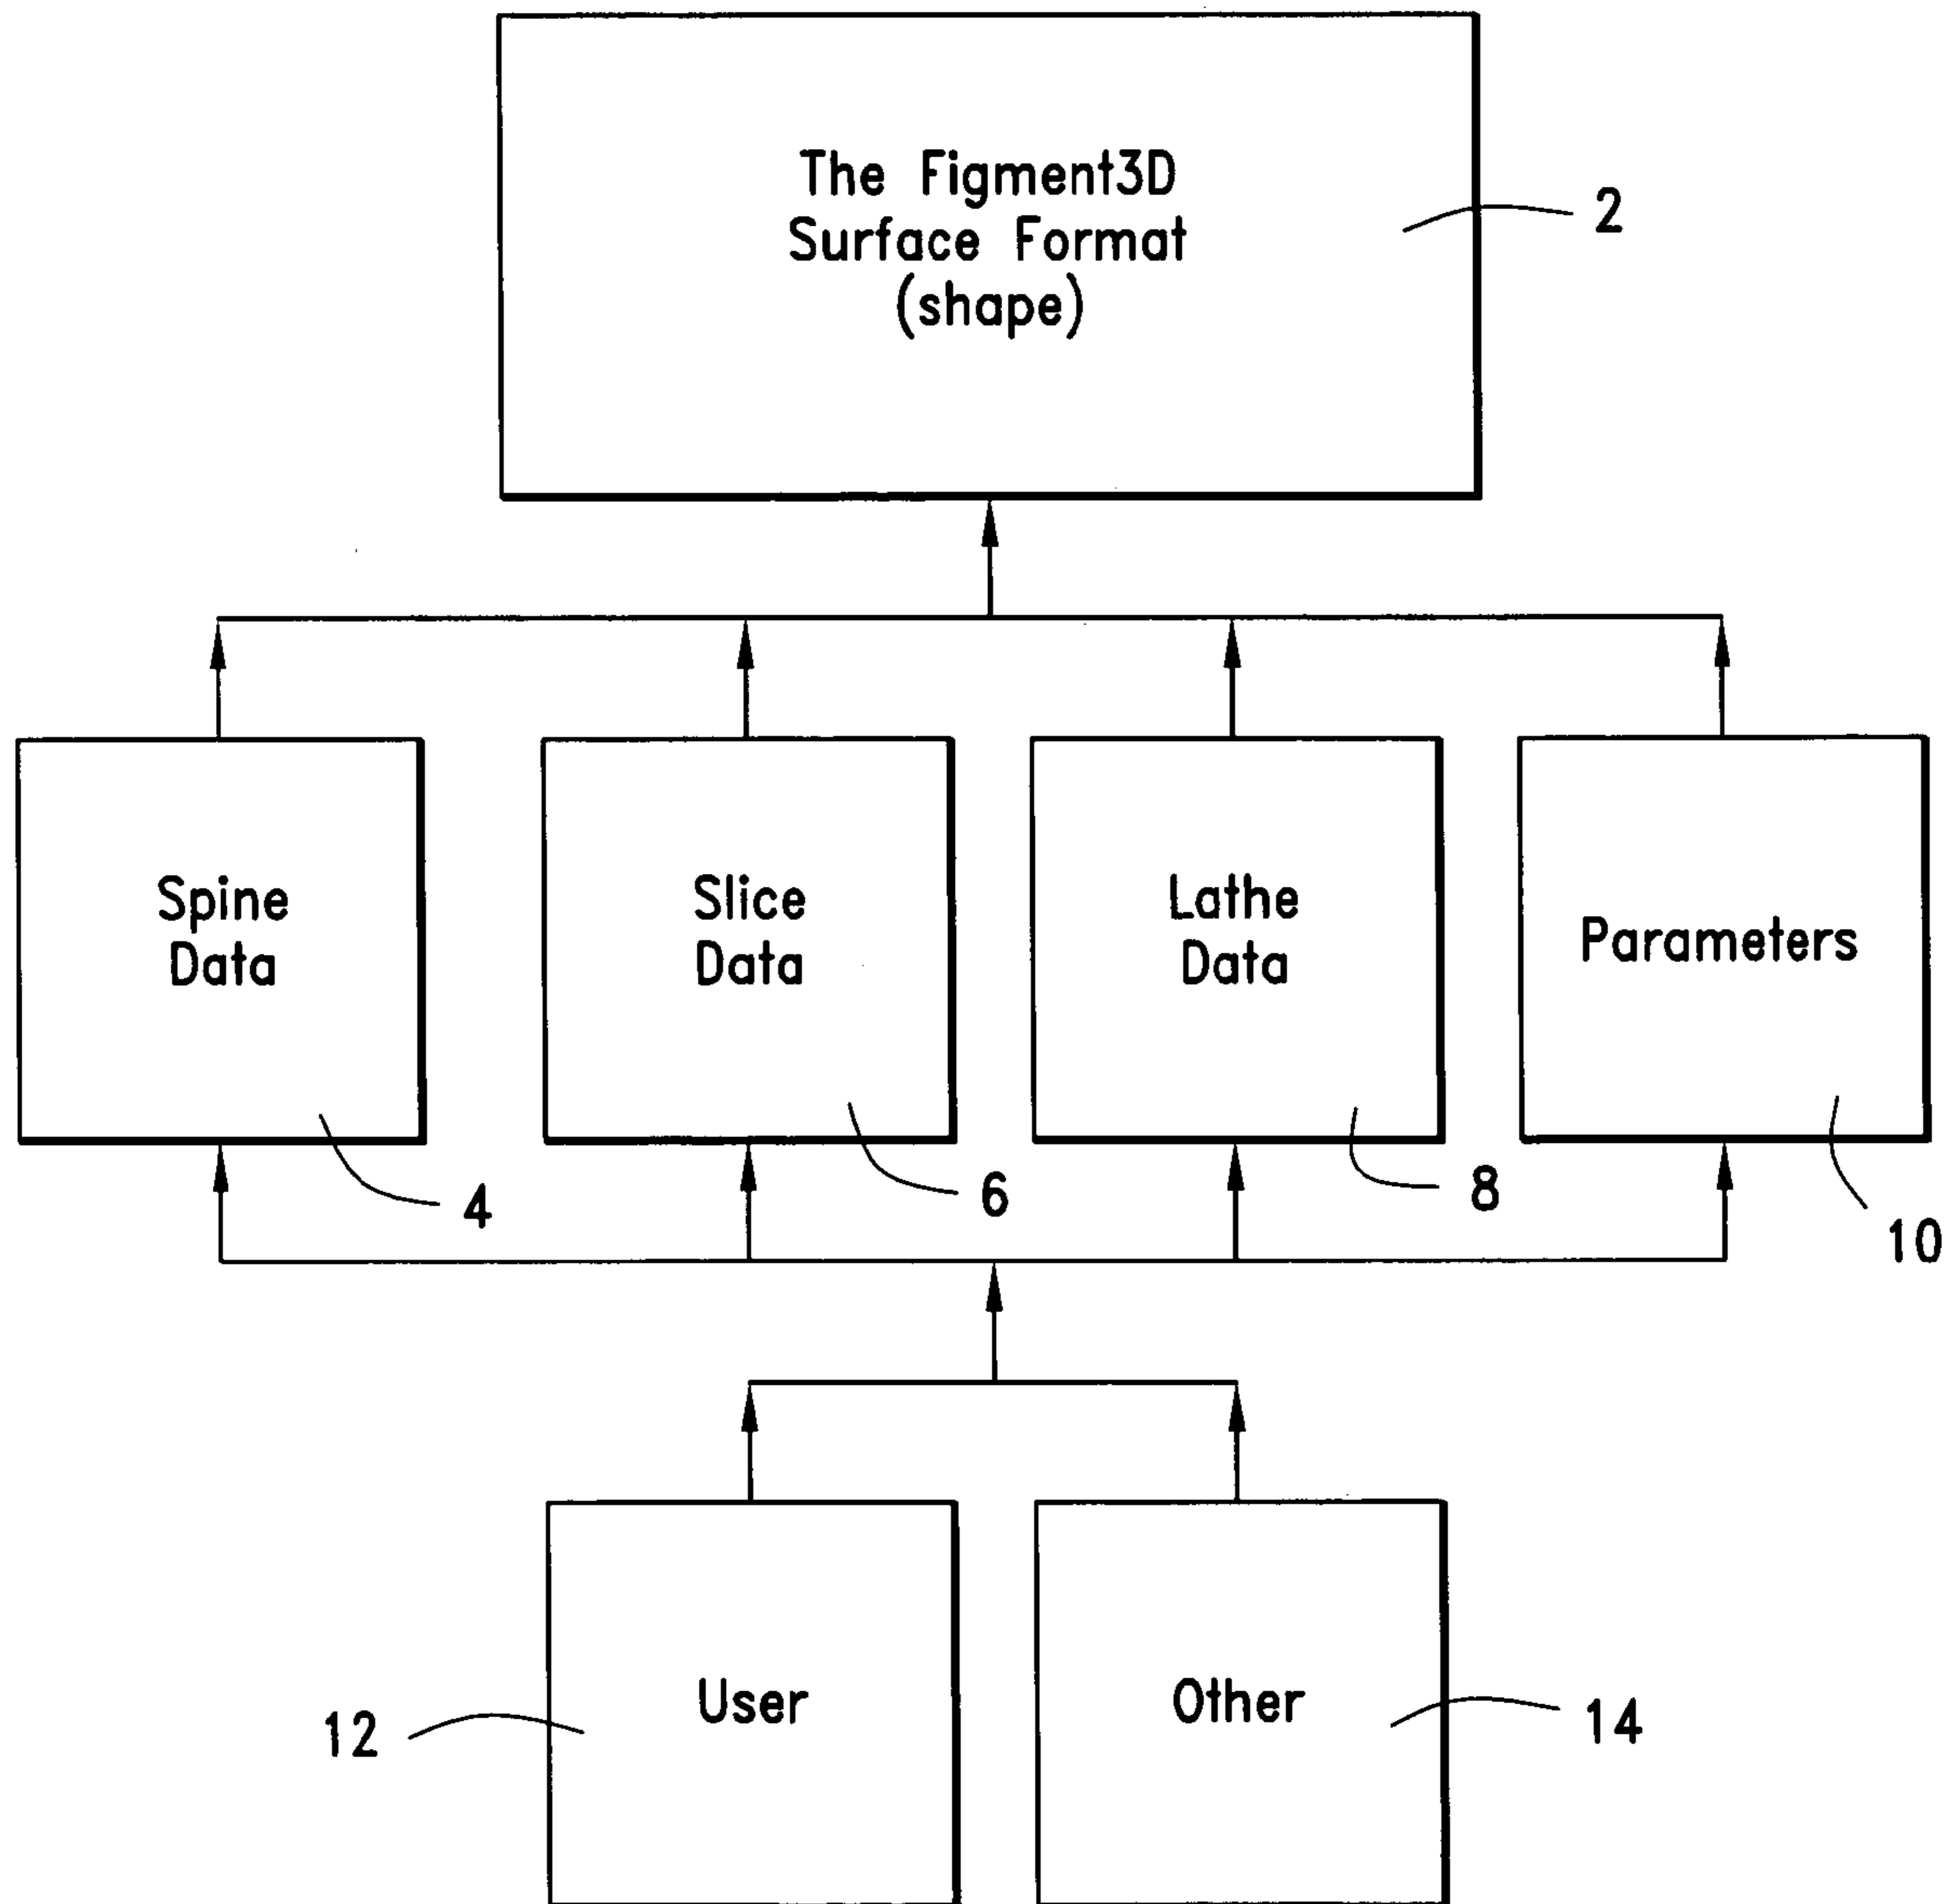 The Figment3D
Surface Format
(shape)
2
Spine
Data
Slice
Data
Lathe
Data
Parameters
4
6
8
10
User
Other
12
14